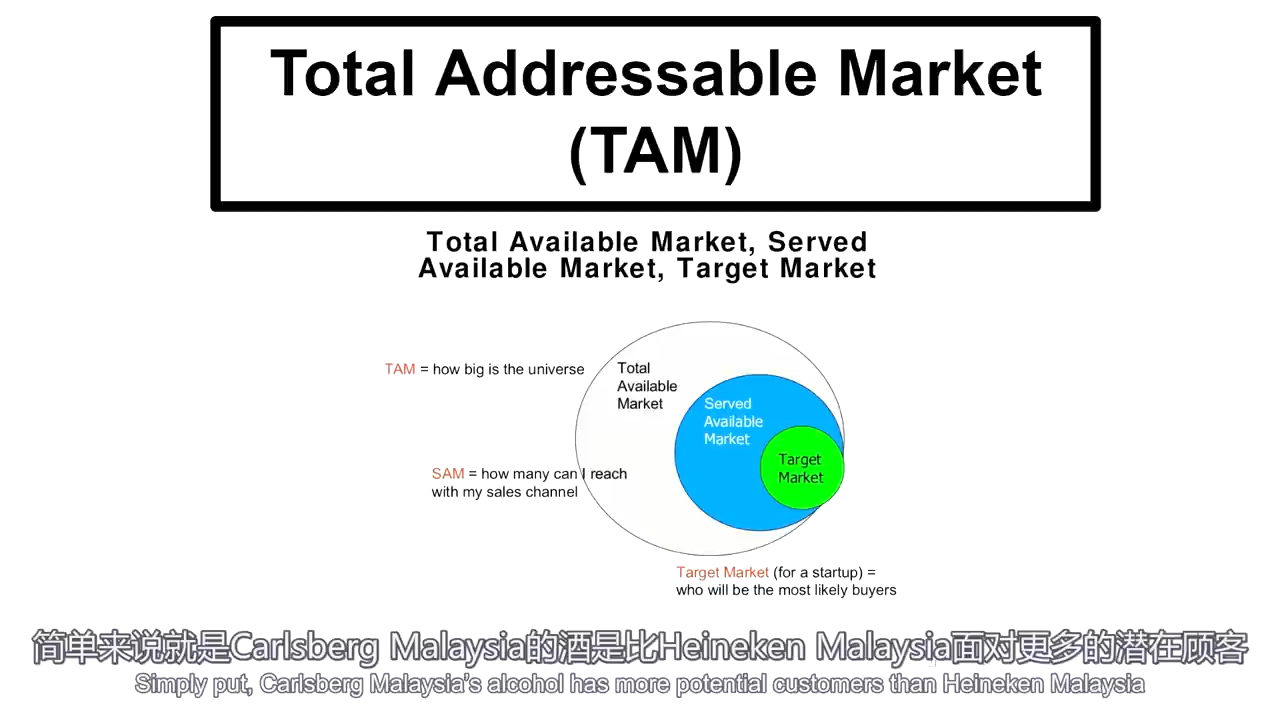 Total Addressable Market
(TAM)
Total Available Market, Served
Available Market, Target Market
TAM = how big is the universe
Total
Available
Market
Served
Available
Market
Target
Market
SAM = how many can I reach
with my sales channel
Target Market (for a startup) =
who will be the most likely buyers
简单来说就是Carlsberg Malaysia的酒是比Heineken Malaysia面对更多的潜在顾客
Simply put, Carlsberg Malaysia's alcohol has more potential customers than Heineken Malaysia